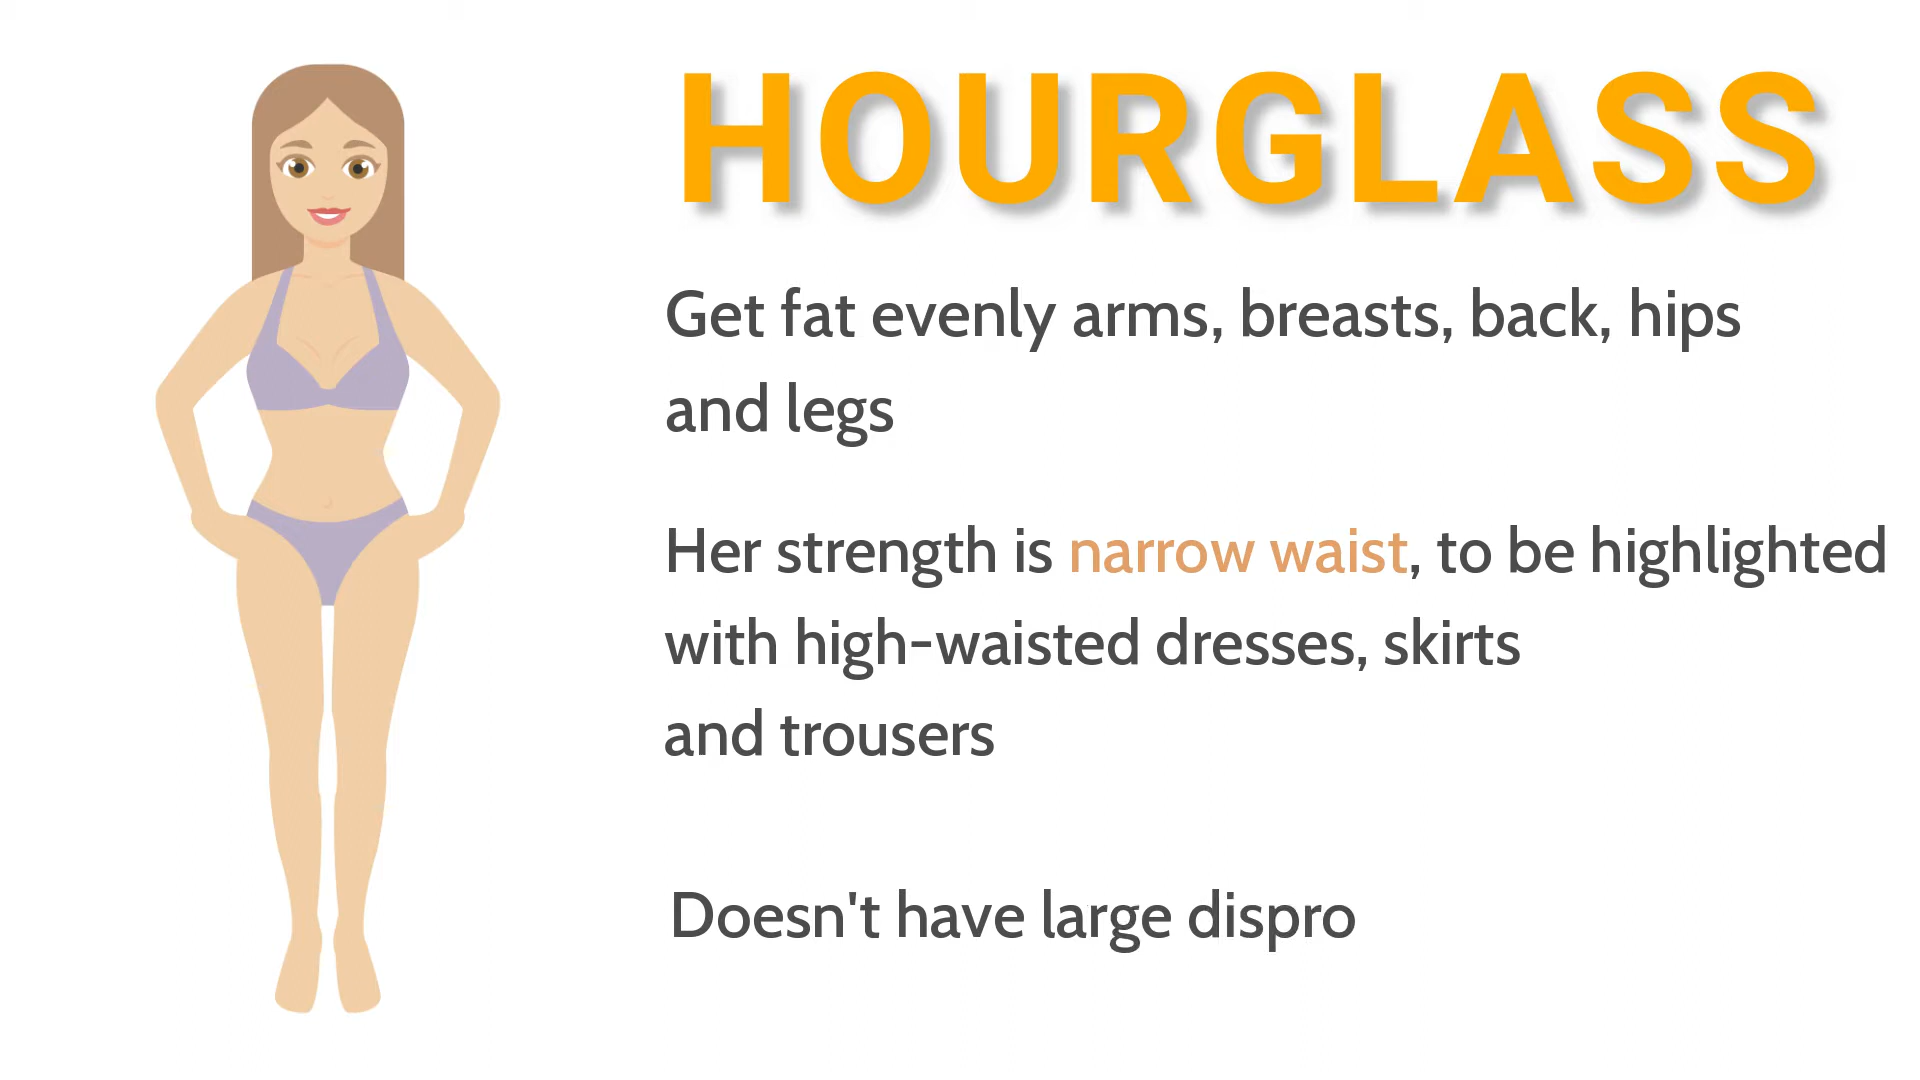 HOURGLASS
Get fat evenly arms, breasts, back, hips
and legs
Her strength is narrow waist, to be highlighted
with high-waisted dresses, skirts
and trousers
Doesn't have large dispro